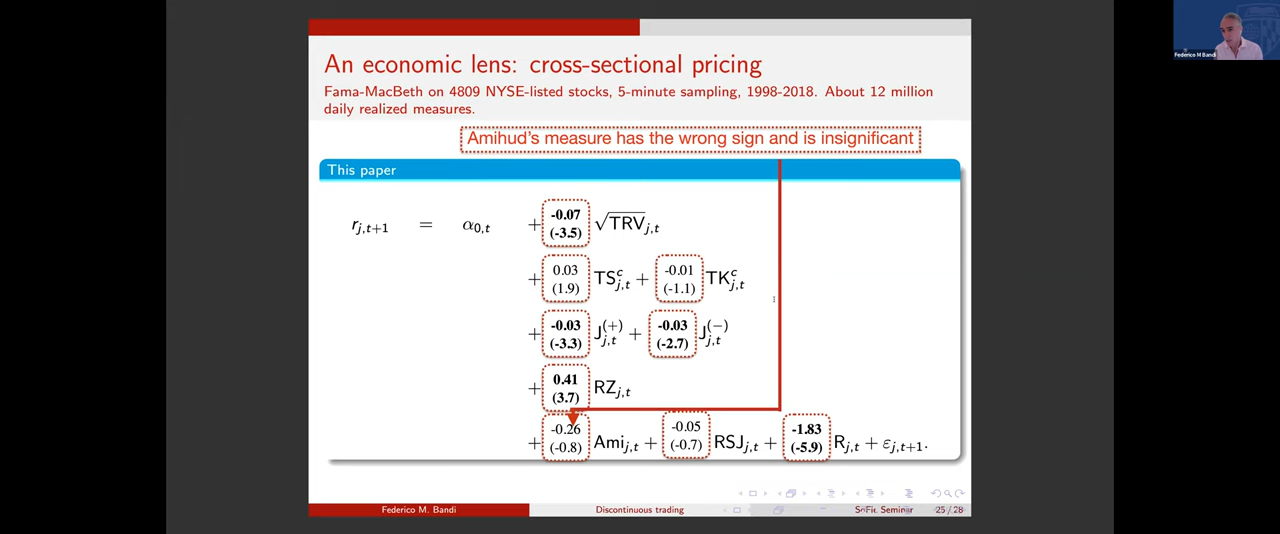 An economic lens: cross-sectional pricing
Fama-MacBeth on 4809 NYSE-listed stocks, 5-minute sampling, 1998-2018. About 12 million
daily realized measures.
Amihud's measure has the wrong sign and is insignificant
This paper
r_{j,t+1} = α_{0,t} + -0.07 (-3.5) √TRV_{j,t}
+ 0.03 (1.9) TS^c_{j,t} + -0.01 (-1.1) TK^c_{j,t}
+ -0.03 (-3.3) J^{(+)}_{j,t} + -0.03 (-2.7) J^{(-)}_{j,t}
+ 0.41 (3.7) RZ_{j,t}
+ -0.26 (-0.8) Ami_{j,t} + -0.05 (-0.7) RSJ_{j,t} + -1.83 (-5.9) R_{j,t} + ε_{j,t+1}.
Federico M. Bandi Discontinuous trading SoFiE Seminar 25 / 28
Federico M Bandi